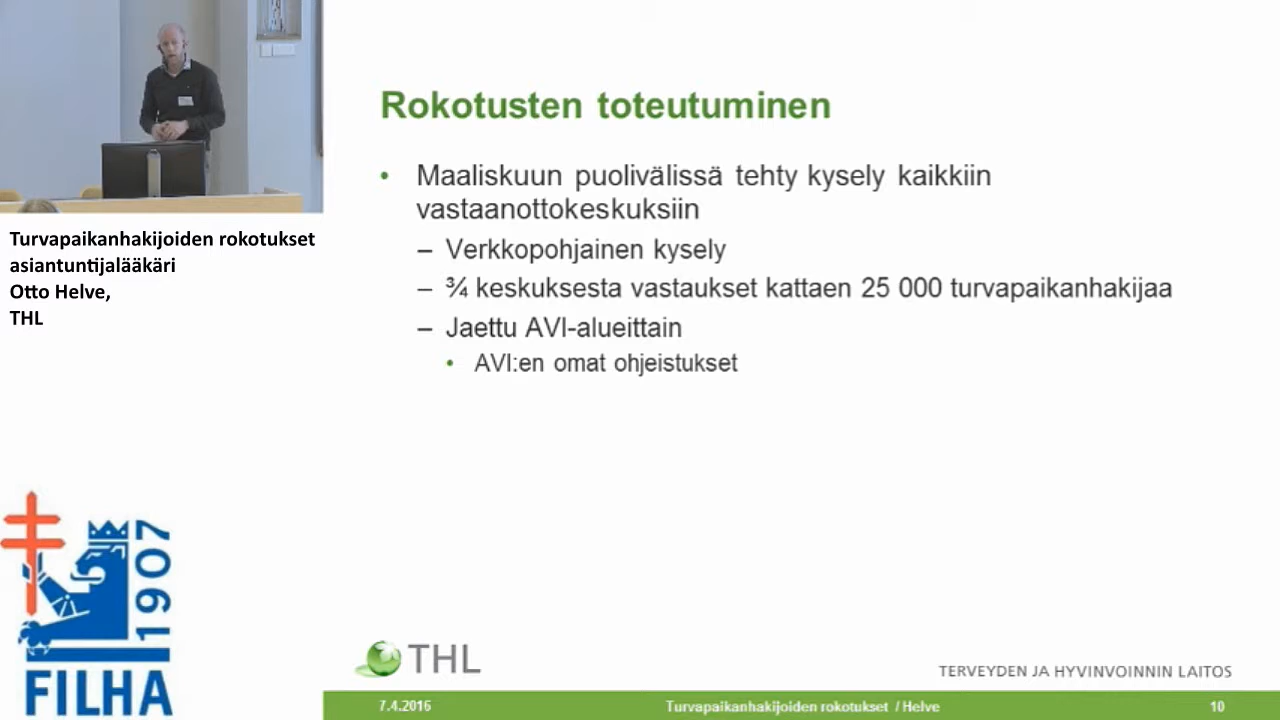 Turvapaikanhakijoiden rokotukset
asiantuntijalääkäri
Otto Helve,
THL
Rokotusten toteutuminen
• Maaliskuun puolivälissä tehty kysely kaikkiin
vastaanottokeskuksiin
– Verkkopohjainen kysely
– ¾ keskuksesta vastaukset kattaen 25 000 turvapaikanhakijaa
– Jaettu AVI-alueittain
• AVI:en omat ohjeistukset
1907
FILHA
THL
TERVEYDEN JA HYVINVOINNIN LAITOS
7.4.2016
Turvapaikanhakijoiden rokotukset / Helve
10